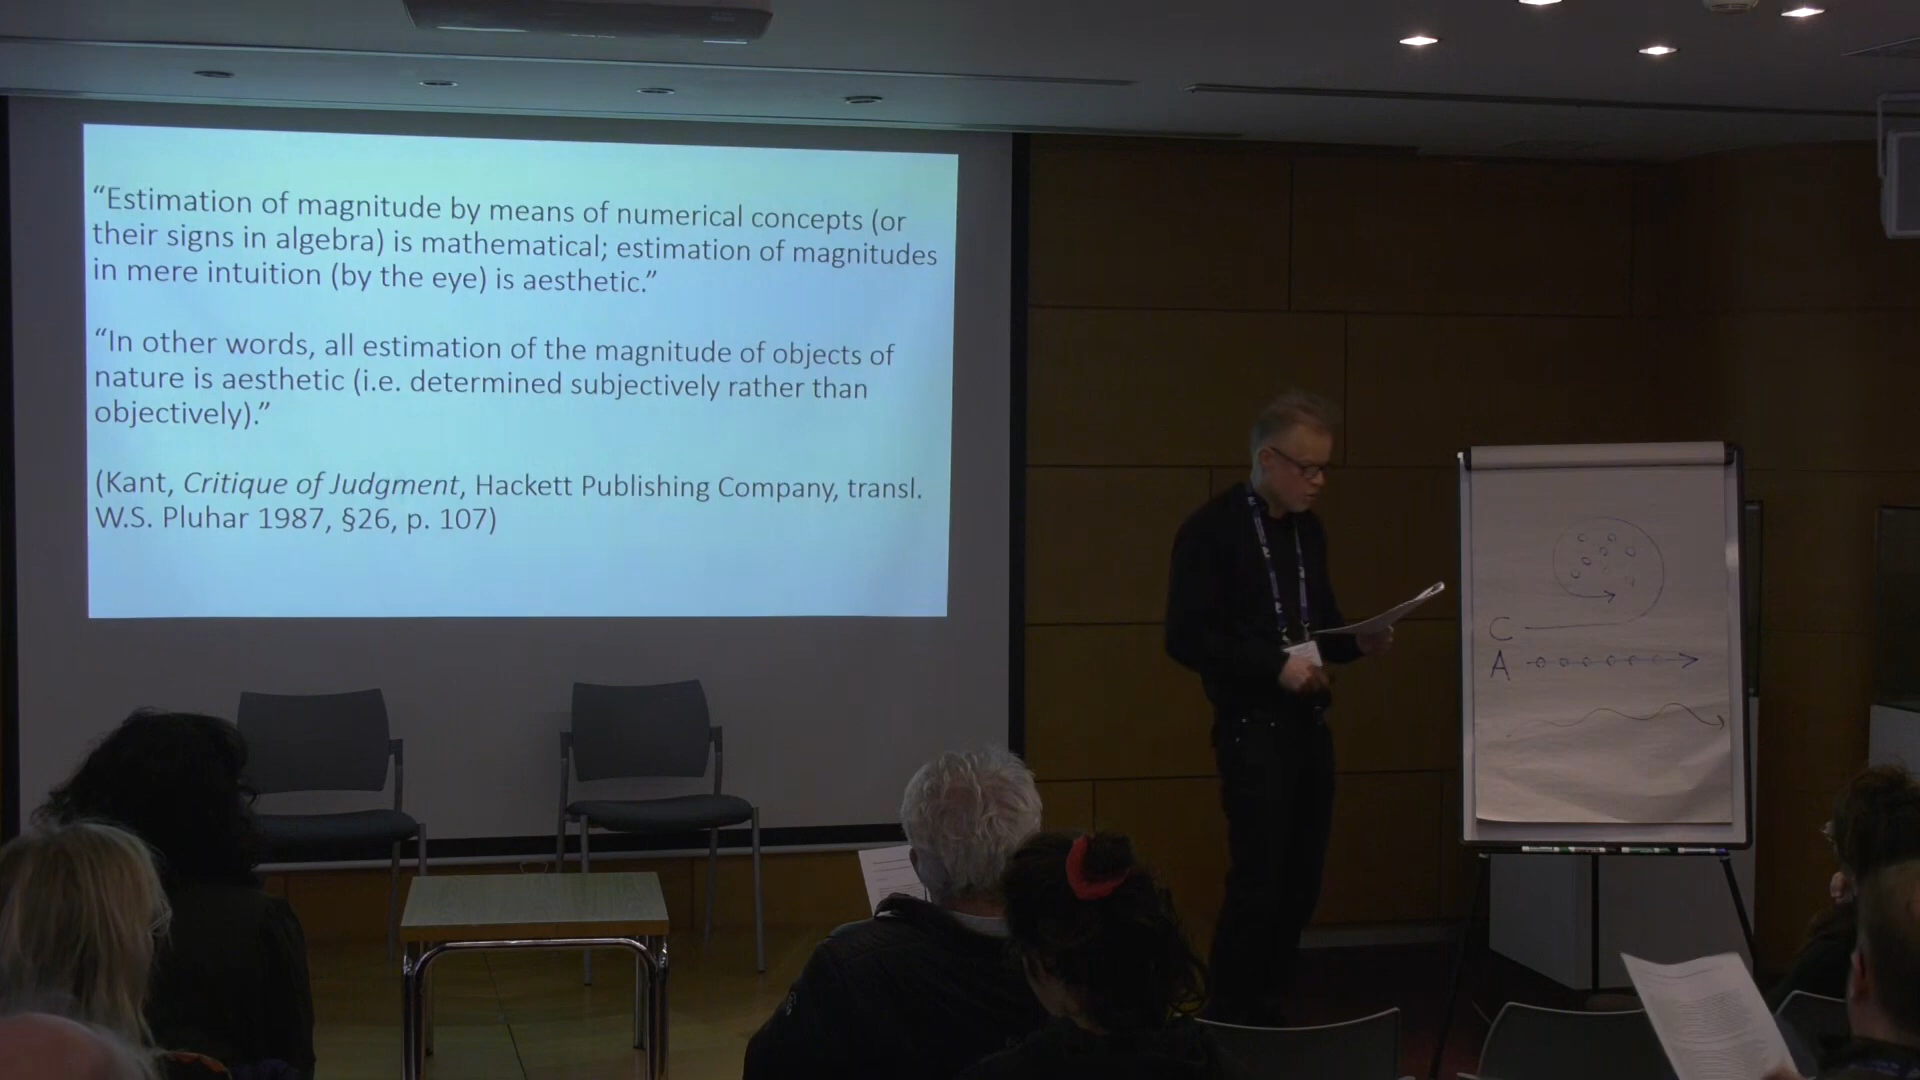 “Estimation of magnitude by means of numerical concepts (or
their signs in algebra) is mathematical; estimation of magnitudes
in mere intuition (by the eye) is aesthetic.”
“In other words, all estimation of the magnitude of objects of
nature is aesthetic (i.e. determined subjectively rather than
objectively).”
(Kant, Critique of Judgment, Hackett Publishing Company, transl.
W.S. Pluhar 1987, §26, p. 107)
C
A